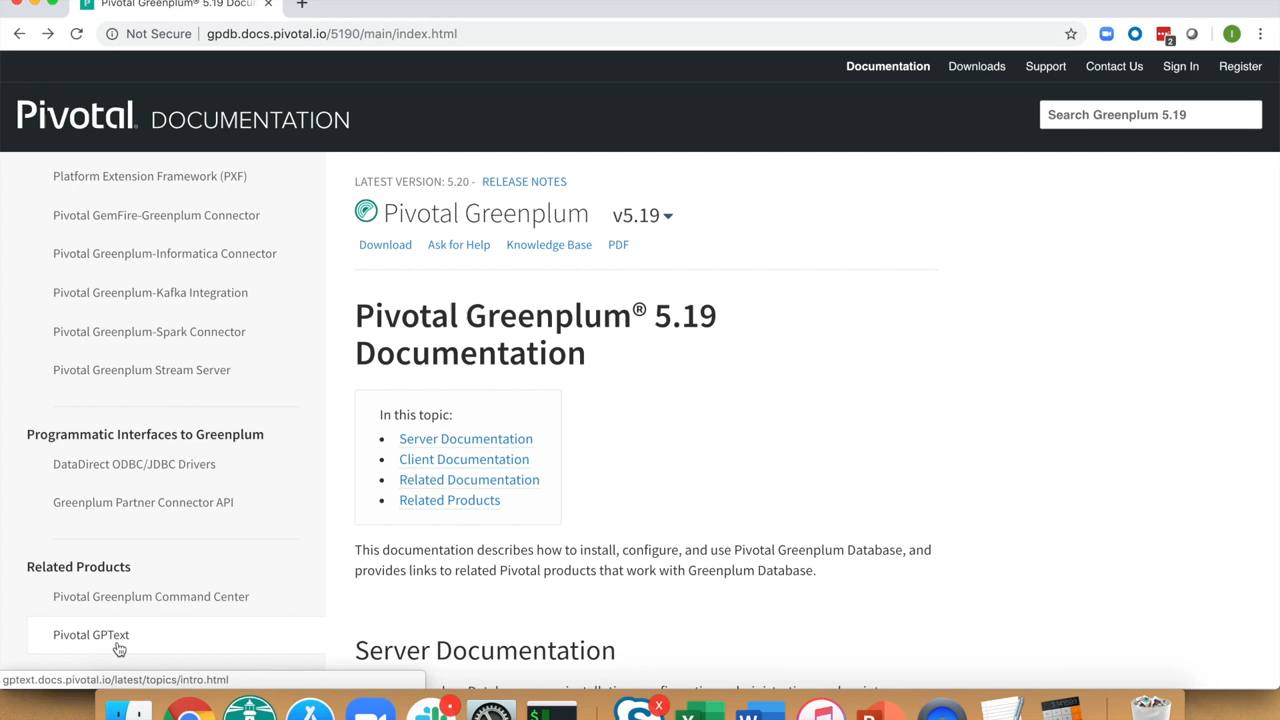 Pivotal Greenplum 5.19 Docu
Not Secure
gpdb.docs.pivotal.io/5190/main/index.html
2
I
Documentation
Downloads
Support
Contact Us
Sign In
Register
Pivotal. DOCUMENTATION
Search Greenplum 5.19
Platform Extension Framework (PXF)
Pivotal GemFire-Greenplum Connector
Pivotal Greenplum-Informatica Connector
Pivotal Greenplum-Kafka Integration
Pivotal Greenplum-Spark Connector
Pivotal Greenplum Stream Server
Programmatic Interfaces to Greenplum
DataDirect ODBC/JDBC Drivers
Greenplum Partner Connector API
Related Products
Pivotal Greenplum Command Center
Pivotal GPText
LATEST VERSION: 5.20 - RELEASE NOTES
Pivotal Greenplum v5.19
Download
Ask for Help
Knowledge Base
PDF
Pivotal Greenplum® 5.19
Documentation
In this topic:
• Server Documentation
• Client Documentation
• Related Documentation
• Related Products
This documentation describes how to install, configure, and use Pivotal Greenplum Database, and
provides links to related Pivotal products that work with Greenplum Database.
Server Documentation
gptext.docs.pivotal.io/latest/topics/intro.html